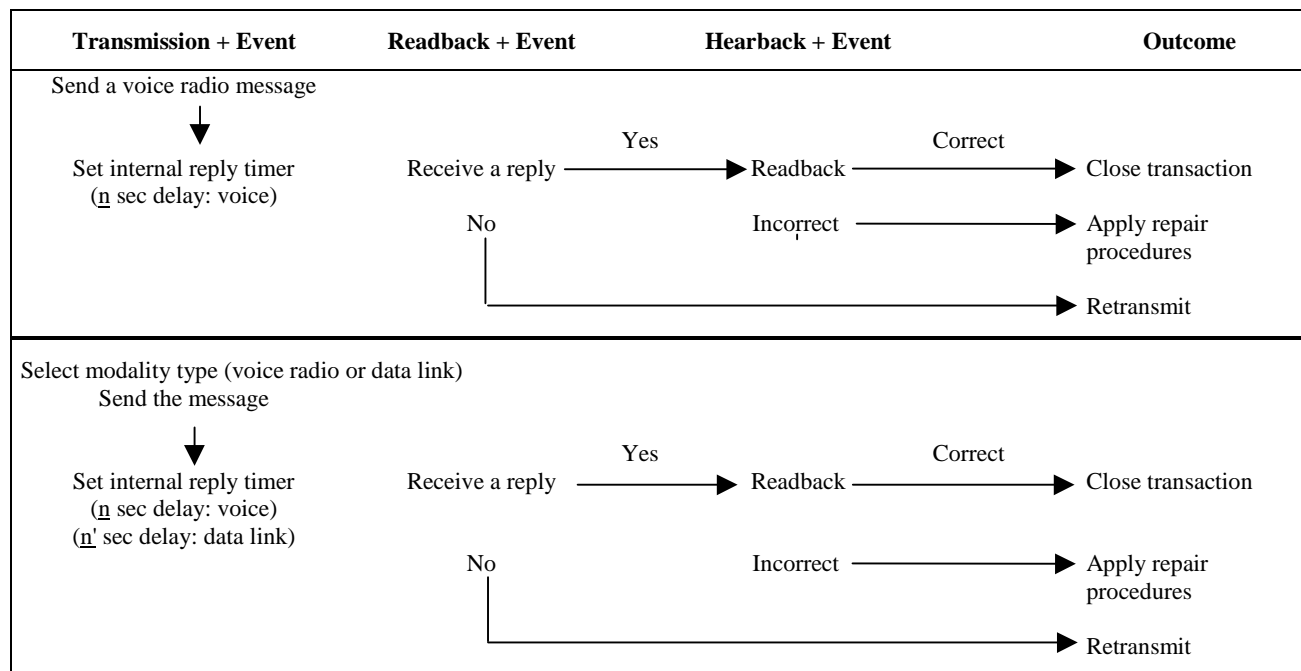 Transmission + Event Readback + Event Hearback + Event Outcome
Send a voice radio message
Yes Correct
Set internal reply timer Receive a reply Readback Close transaction
(n sec delay: voice)
No Incorrect Apply repair
procedures
Retransmit
Select modality type (voice radio or data link)
Send the message
Yes Correct
Set internal reply timer Receive a reply Readback Close transaction
(n sec delay: voice)
(n' sec delay: data link)
No Incorrect Apply repair
procedures
Retransmit